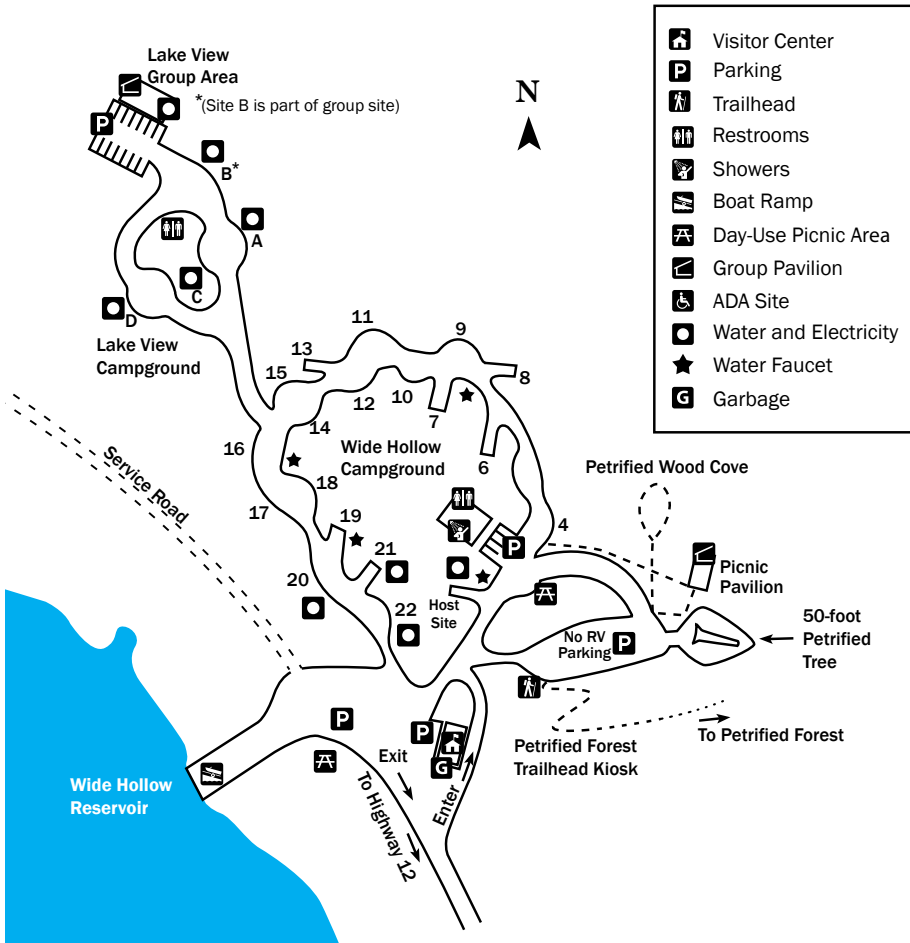 Lake View
Group Area
*(Site B is part of group site)
P
B*
A
C
D
Lake View
Campground
N
Visitor Center
P Parking
Trailhead
Restrooms
Showers
Boat Ramp
Day-Use Picnic Area
Group Pavilion
ADA Site
Water and Electricity
Water Faucet
G Garbage
11
9
13
8
15
12
10
7
14
16
Wide Hollow
Campground
6
Petrified Wood Cove
18
17
19
4
P
21
Picnic
Pavilion
20
22
Host
Site
No RV
Parking
P
50-foot
Petrified
Tree
Service Road
P
P
G
Petrified Forest
Trailhead Kiosk
To Petrified Forest
Exit
Enter
To Highway 12
Wide Hollow
Reservoir